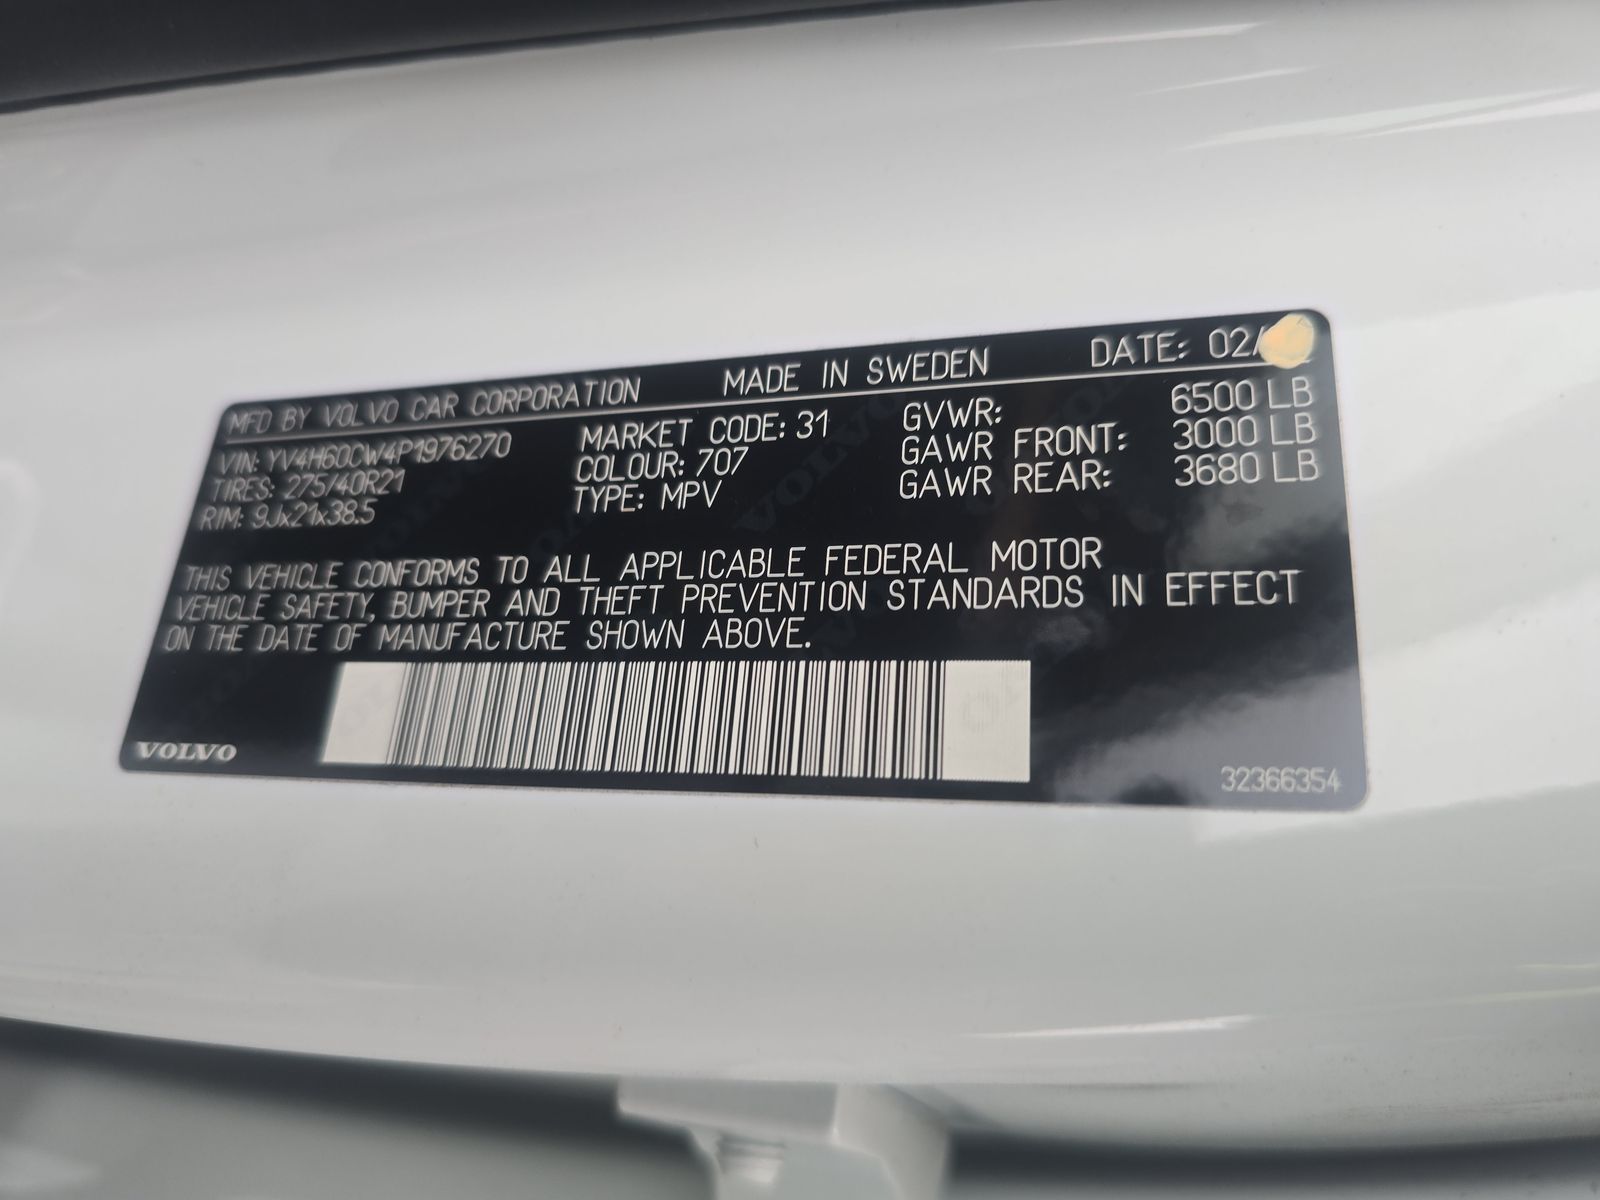 MFD BY VOLVO CAR CORPORATION MADE IN SWEDEN DATE: 02/
VIN: YV4H60CW4P1976270 MARKET CODE: 31 GVWR: 6500 LB
TIRES: 275/40R21 COLOUR: 707 GAWR FRONT: 3000 LB
RIM: 9Jx21x38.5 TYPE: MPV GAWR REAR: 3680 LB
THIS VEHICLE CONFORMS TO ALL APPLICABLE FEDERAL MOTOR
VEHICLE SAFETY, BUMPER AND THEFT PREVENTION STANDARDS IN EFFECT
ON THE DATE OF MANUFACTURE SHOWN ABOVE.
VOLVO
32366354